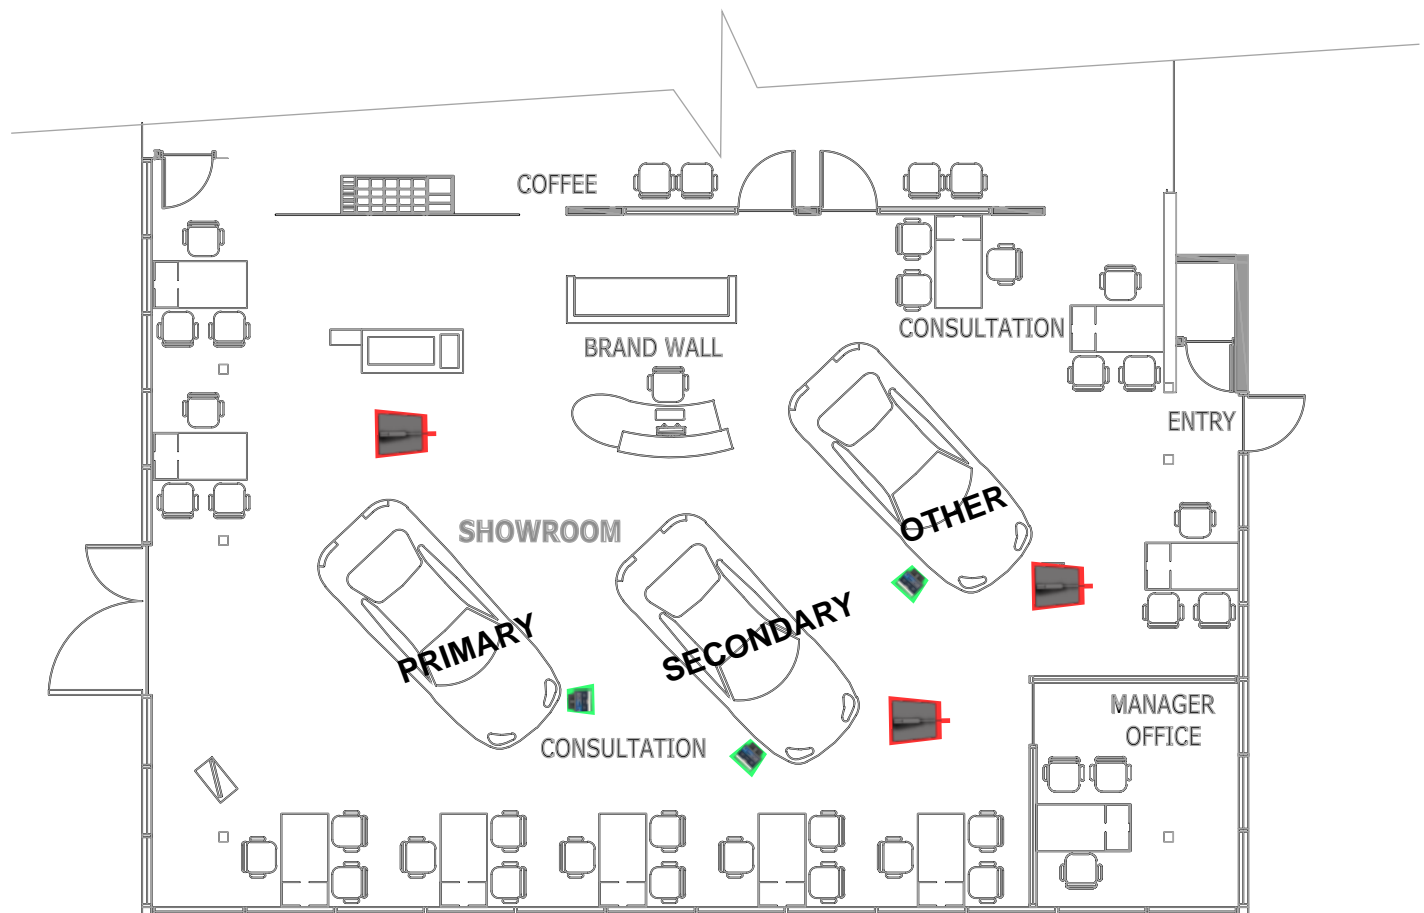 COFFEE
CONSULTATION
BRAND WALL
ENTRY
OTHER
SHOWROOM
PRIMARY
SECONDARY
MANAGER
OFFICE
CONSULTATION